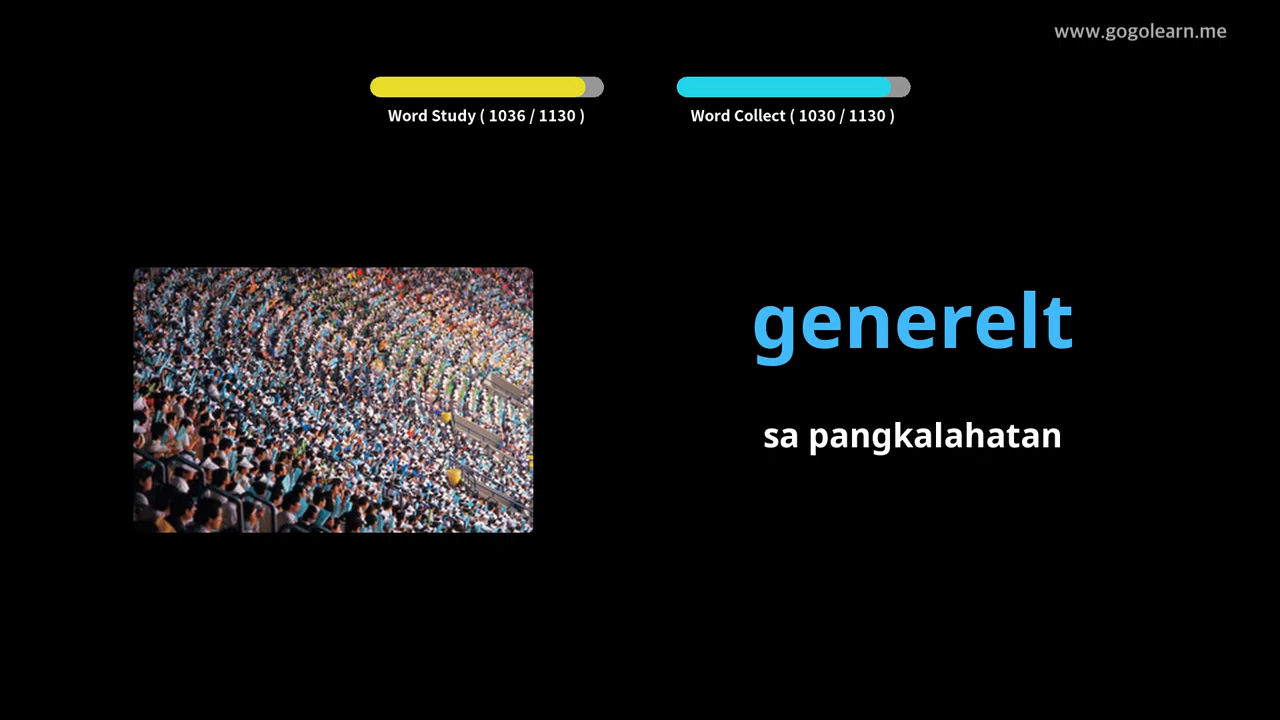 www.gogolearn.me
Word Study ( 1036 / 1130 )
Word Collect ( 1030 / 1130 )
generelt
sa pangkalahatan